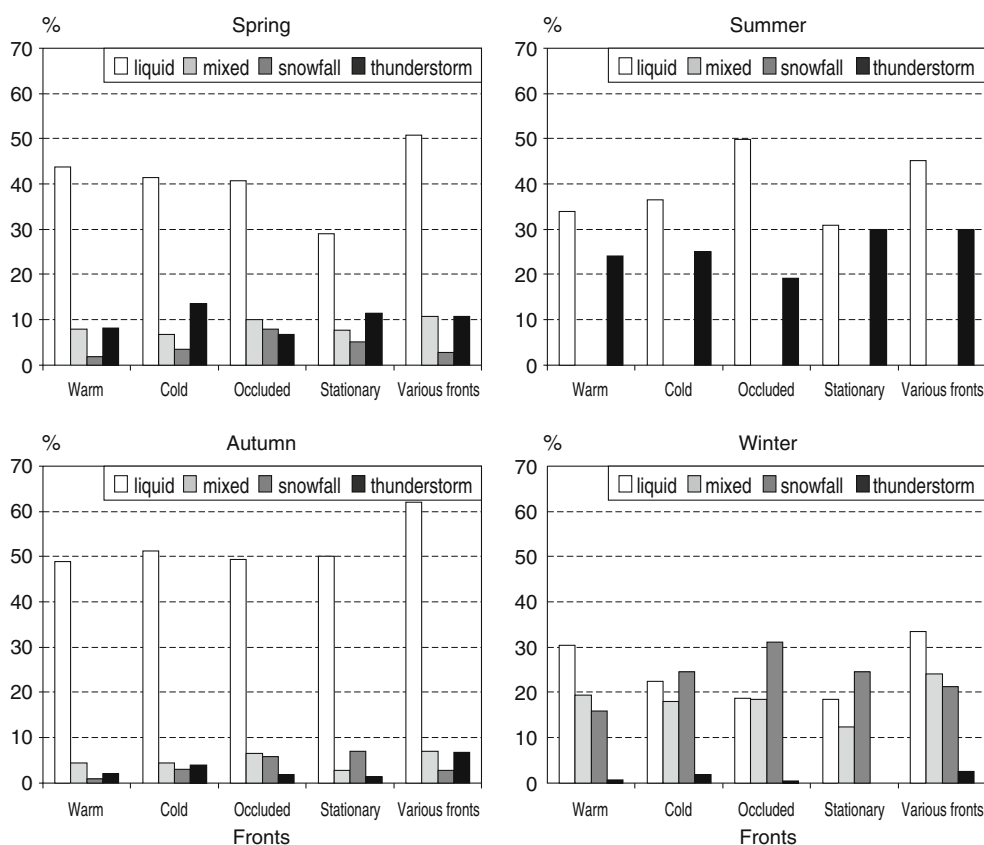 % Spring
70
liquid mixed snowfall thunderstorm
60
50
40
30
20
10
0
Warm Cold Occluded Stationary Various fronts
% Summer
70
liquid mixed snowfall thunderstorm
60
50
40
30
20
10
0
Warm Cold Occluded Stationary Various fronts
% Autumn
70
liquid mixed snowfall thunderstorm
60
50
40
30
20
10
0
Warm Cold Occluded Stationary Various fronts
Fronts
% Winter
70
liquid mixed snowfall thunderstorm
60
50
40
30
20
10
0
Warm Cold Occluded Stationary Various fronts
Fronts